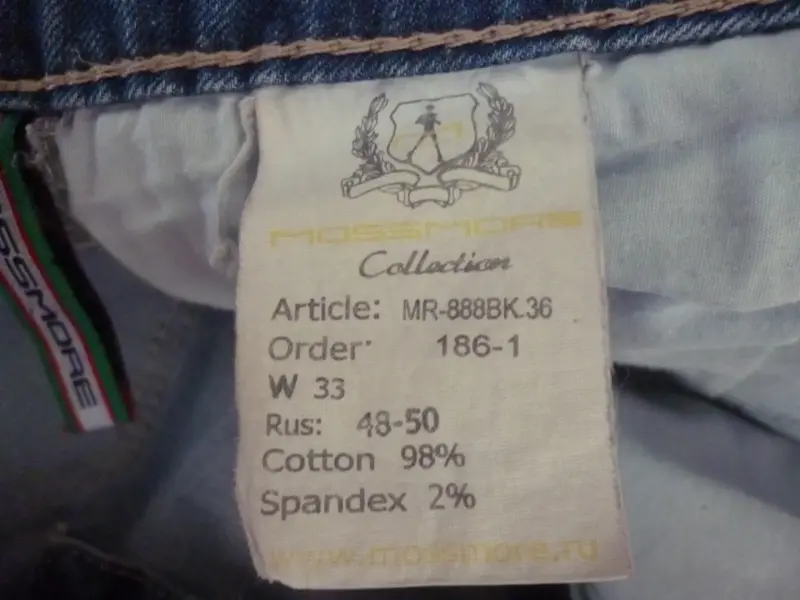 MOSSMORE
Collection
Article: MR-888BK.36
Order: 186-1
W 33
Rus: 48-50
Cotton 98%
Spandex 2%
www.mossmore.ru
OSSMORE